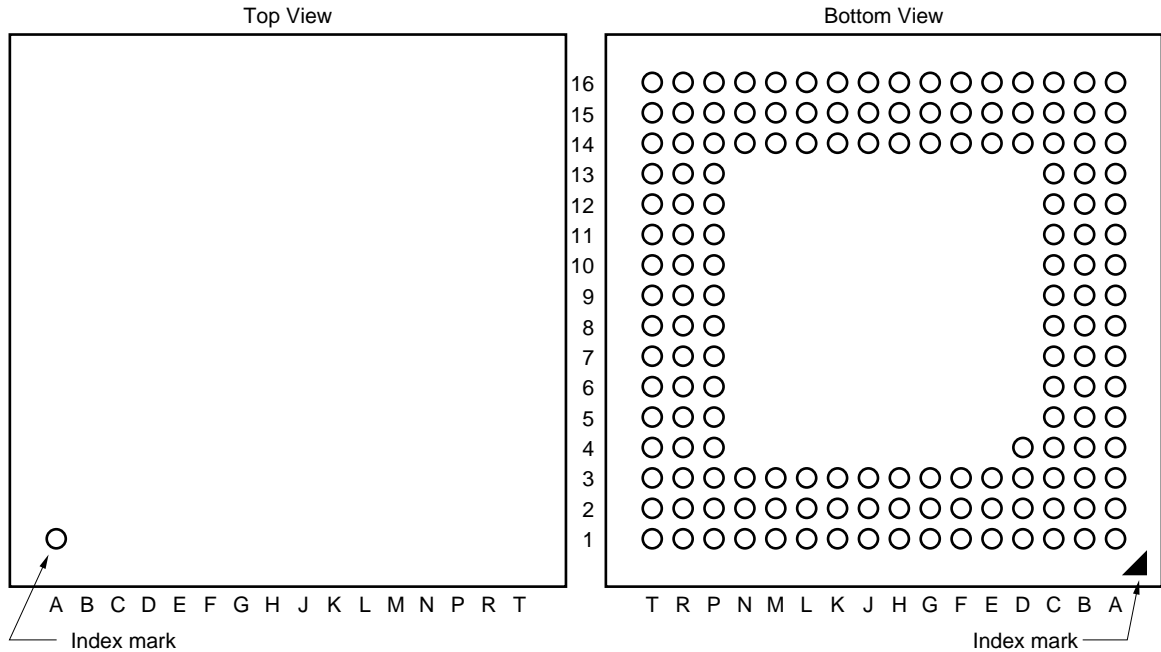 Top View
Bottom View
16
15
14
13
12
11
10
9
8
7
6
5
4
3
2
1
A B C D E F G H J K L M N P R T
T R P N M L K J H G F E D C B A
Index mark
Index mark